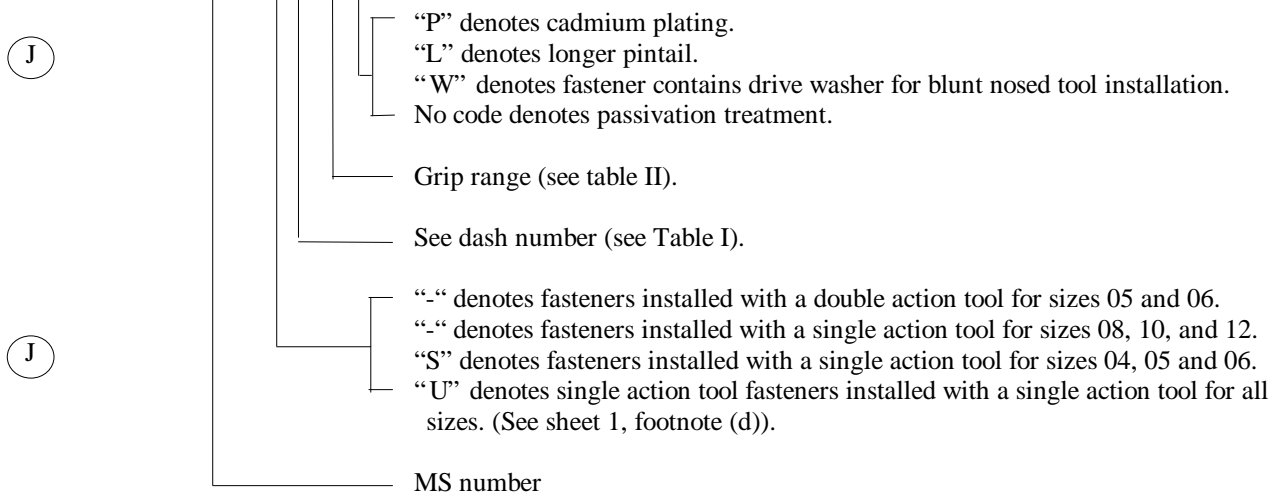 “P” denotes cadmium plating.
J
“L” denotes longer pintail.
“W” denotes fastener contains drive washer for blunt nosed tool installation.
No code denotes passivation treatment.
Grip range (see table II).
See dash number (see Table I).
“-“ denotes fasteners installed with a double action tool for sizes 05 and 06.
“-“ denotes fasteners installed with a single action tool for sizes 08, 10, and 12.
J
“S” denotes fasteners installed with a single action tool for sizes 04, 05 and 06.
“U” denotes single action tool fasteners installed with a single action tool for all
sizes. (See sheet 1, footnote (d)).
MS number